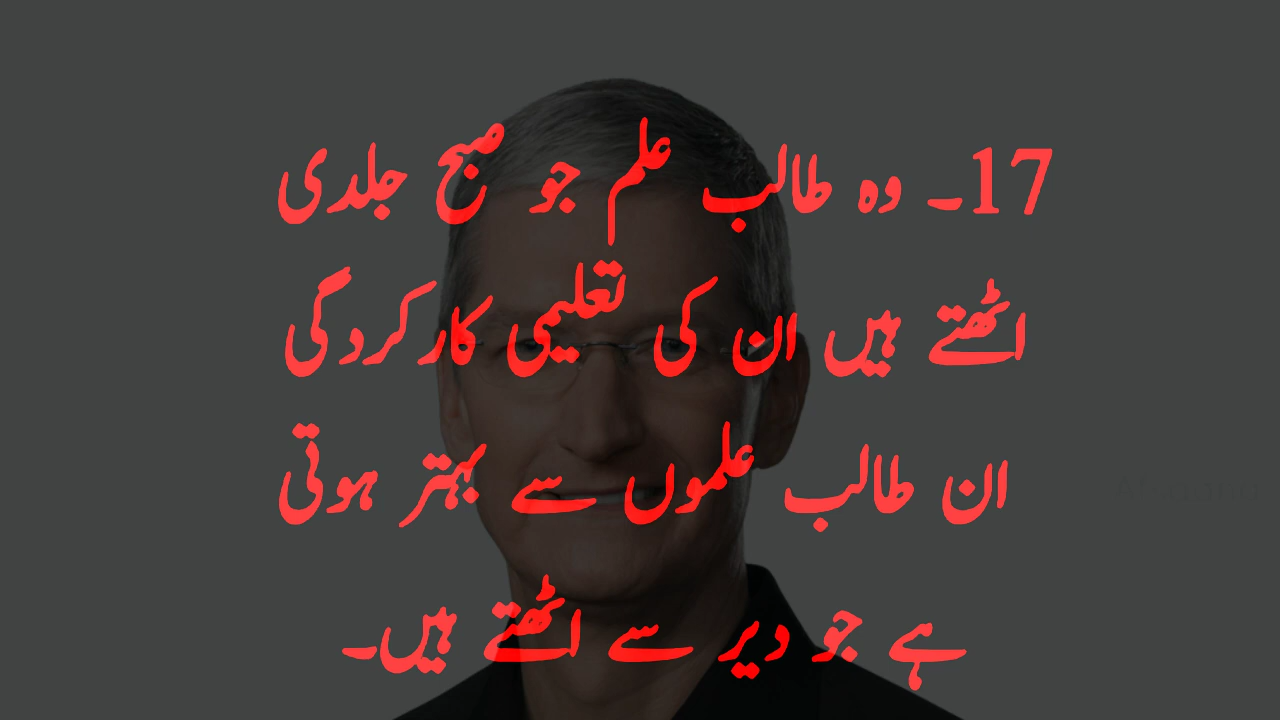 17۔ وہ طالب علم جو صبح جلدی
اٹھتے ہیں ان کی تعلیمی کارکردگی
ان طالب علموں سے بہتر ہوتی
ہے جو دیر سے اٹھتے ہیں۔